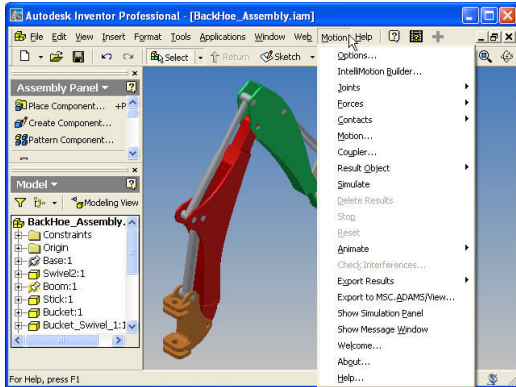 Autodesk Inventor Professional - [BackHoe_Assembly.iam]
File Edit View Insert Format Tools Applications Window Web Motion Help
Select Return Sketch
Assembly Panel
Place Component... +P
Create Component...
Pattern Component...
Model
Modeling View
BackHoe_Assembly.
Constraints
Origin
Base:1
Swivel2:1
Boom:1
Stick:1
Bucket:1
Bucket_Swivel_1:1
Options...
IntelliMotion Builder...
Joints
Forces
Contacts
Motion...
Coupler...
Result Object
Simulate
Delete Results
Stop
Reset
Animate
Check Interferences...
Export Results
Export to MSC.ADAMS/View...
Show Simulation Panel
Show Message Window
Welcome...
About...
Help...
For Help, press F1